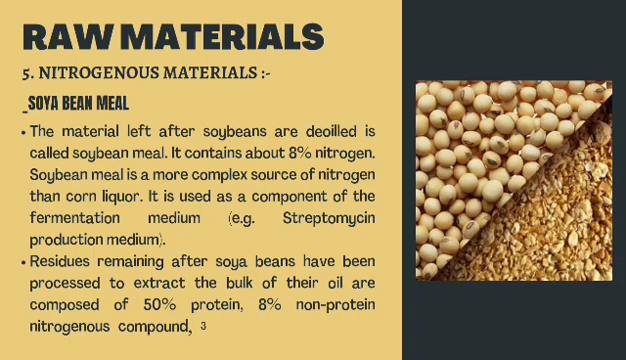 RAW MATERIALS
5. NITROGENOUS MATERIALS :-
_SOYA BEAN MEAL
• The material left after soybeans are deoilled is
called soybean meal. It contains about 8% nitrogen.
Soybean meal is a more complex source of nitrogen
than corn liquor. It is used as a component of the
fermentation medium (e.g. Streptomycin
production medium).
• Residues remaining after soya beans have been
processed to extract the bulk of their oil are
composed of 50% protein, 8% non-protein
nitrogenous compound, 3